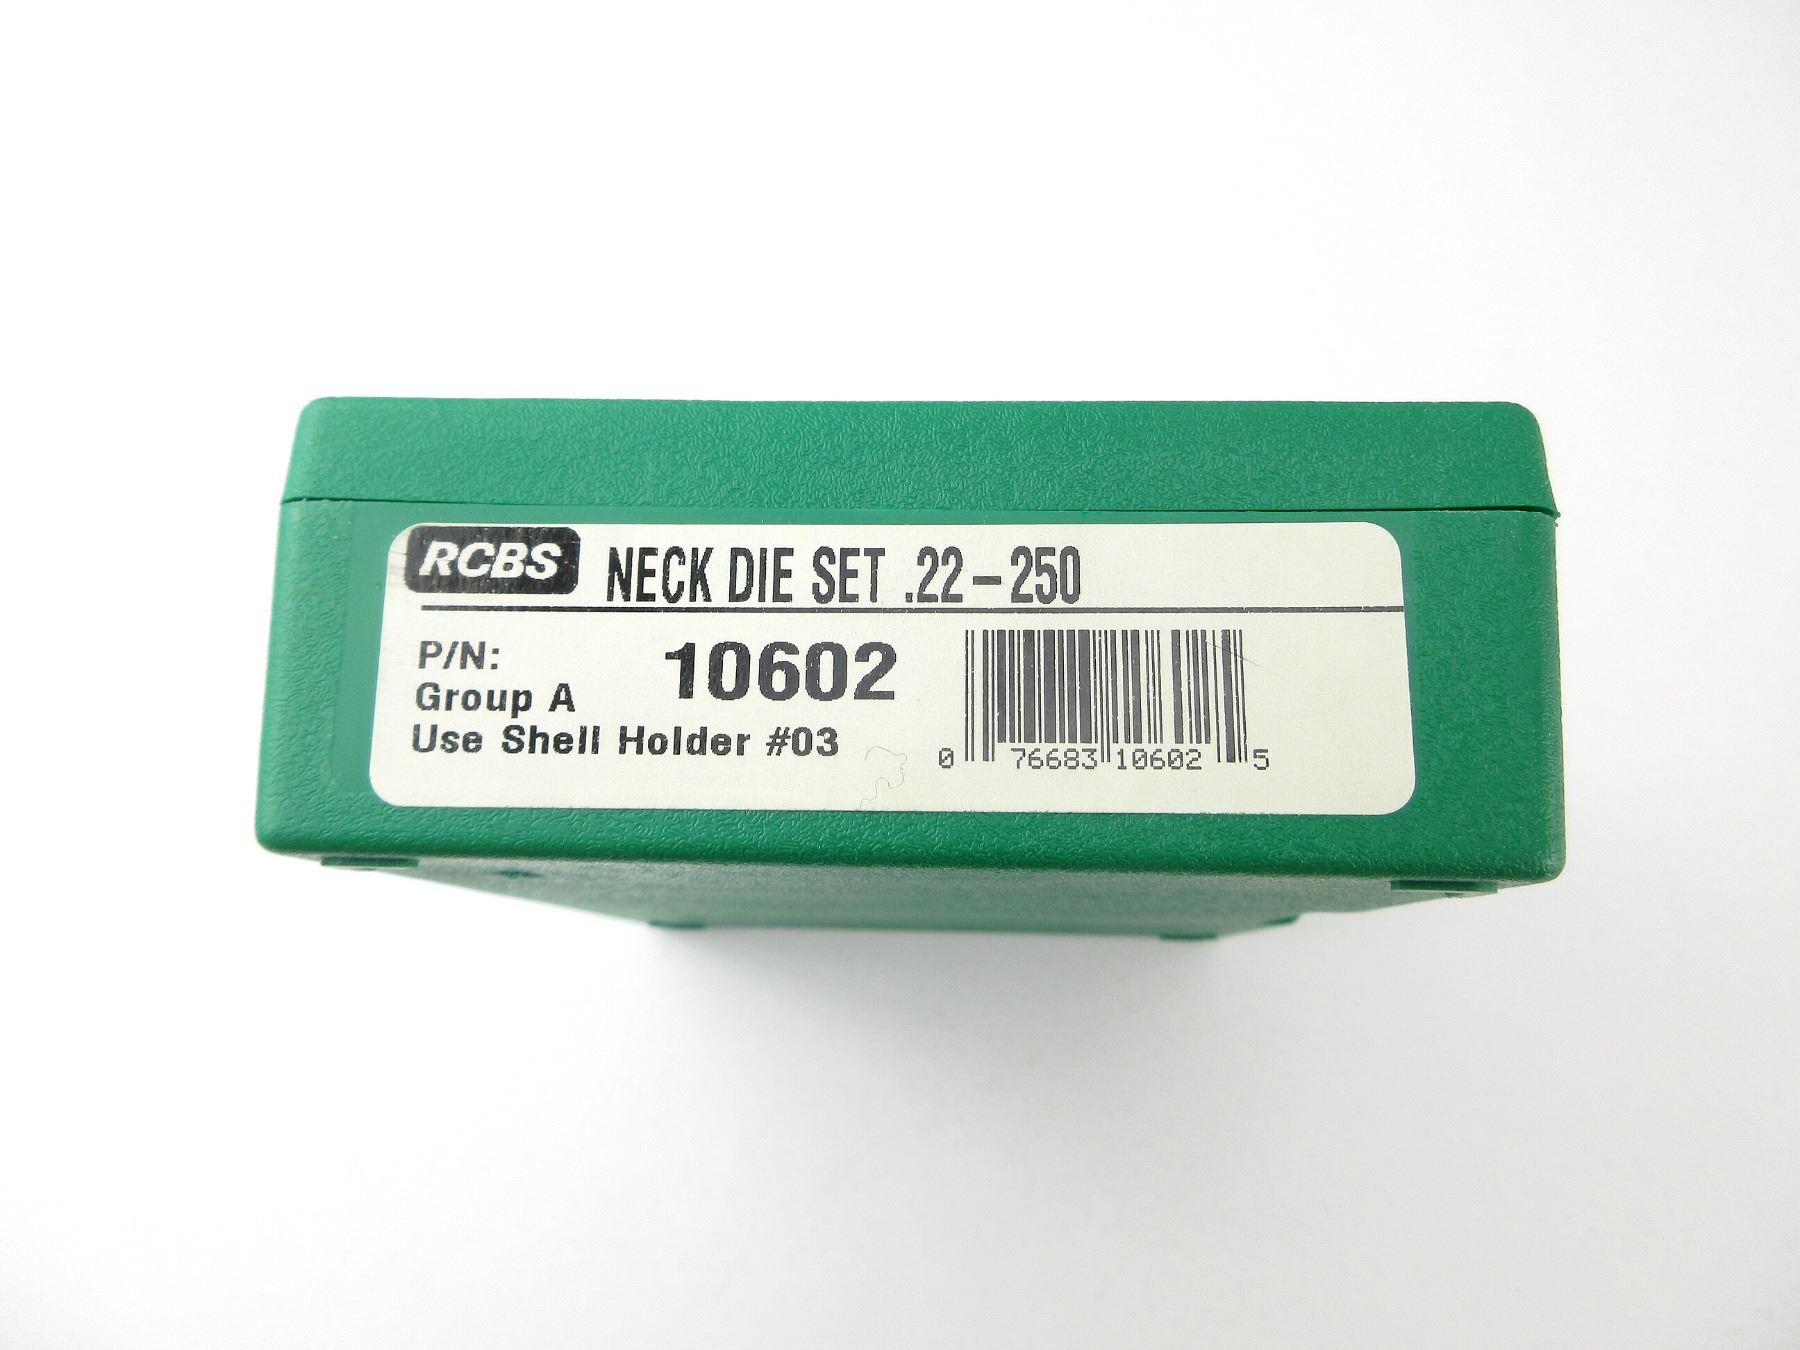 RCBS NECK DIE SET .22-250
P/N: 10602
Group A
Use Shell Holder #03
0 76683 10602 5